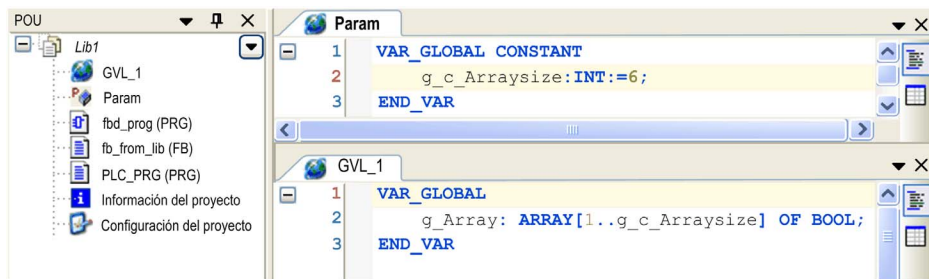 POU
Lib1
GVL_1
Param
fbd_prog (PRG)
fb_from_lib (FB)
PLC_PRG (PRG)
Información del proyecto
Configuración del proyecto
Param
1 VAR_GLOBAL CONSTANT
2 g_c_Arraysize:INT:=6;
3 END_VAR
GVL_1
1 VAR_GLOBAL
2 g_Array: ARRAY[1..g_c_Arraysize] OF BOOL;
3 END_VAR